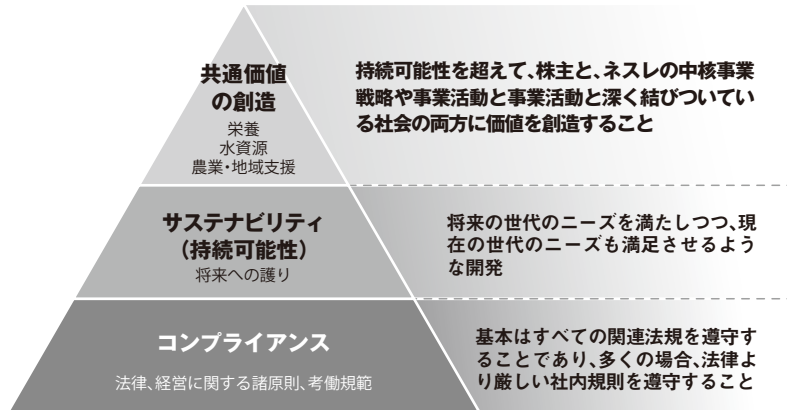 共通価値
の創造
栄養
水資源
農業・地域支援
持続可能性を超えて、株主と、ネスレの中核事業
戦略や事業活動と事業活動と深く結びついてい
る社会の両方に価値を創造すること
サステナビリティ
（持続可能性）
将来への護り
将来の世代のニーズを満たしつつ、現
在の世代のニーズも満足させるよう
な開発
コンプライアンス
法律、経営に関する諸原則、考働規範
基本はすべての関連法規を遵守す
ることであり、多くの場合、法律よ
り厳しい社内規則を遵守すること